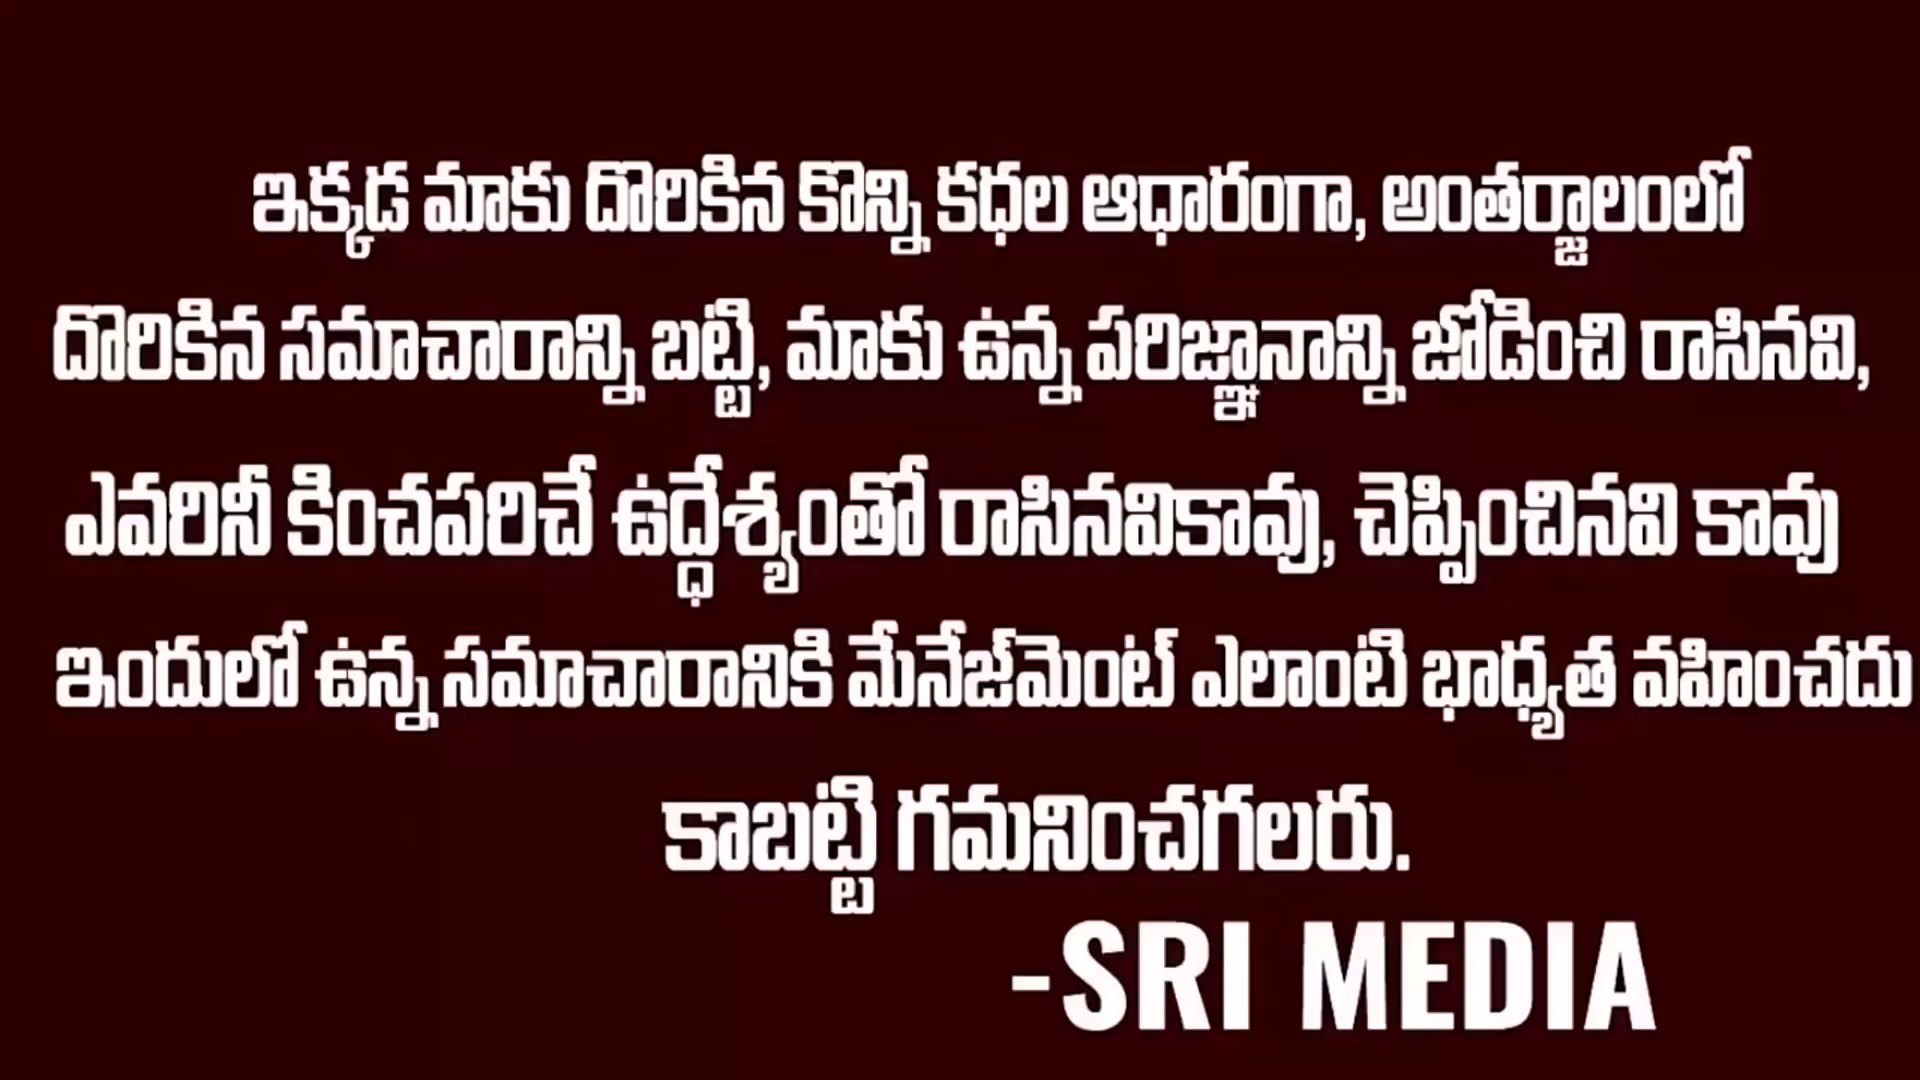 ఇక్కడ మాకు దొరికిన కొన్ని కధల ఆధారంగా, అంతర్జాలంలో
దొరికిన సమాచారాన్ని బట్టి, మాకు ఉన్న పరిజ్ఞానాన్ని జోడించి రాసినవి,
ఎవరినీ కించపరిచే ఉద్ధేశ్యంతో రాసినవికావు, చెప్పించినవి కావు
ఇందులో ఉన్న సమాచారానికి మేనేజ్‌మెంట్ ఎలాంటి భాధ్యత వహించదు
కాబట్టి గమనించగలరు.
-SRI MEDIA